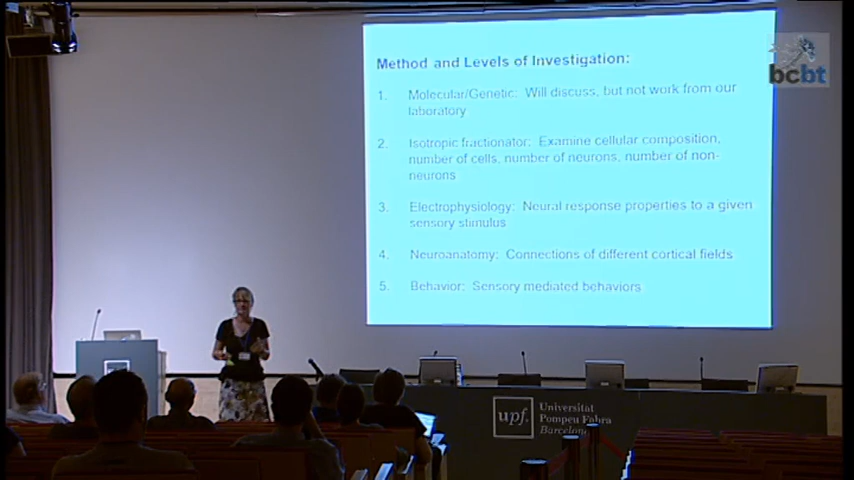 Method and Levels of Investigation:
1. Molecular/Genetic: Will discuss, but not work from our
laboratory
2. Isotropic fractionator: Examine cellular composition,
number of cells, number of neurons, number of non-
neurons
3. Electrophysiology: Neural response properties to a given
sensory stimulus
4. Neuroanatomy: Connections of different cortical fields
5. Behavior: Sensory mediated behaviors
bcbt
upf.
Universitat
Pompeu Fabra
Barcelona